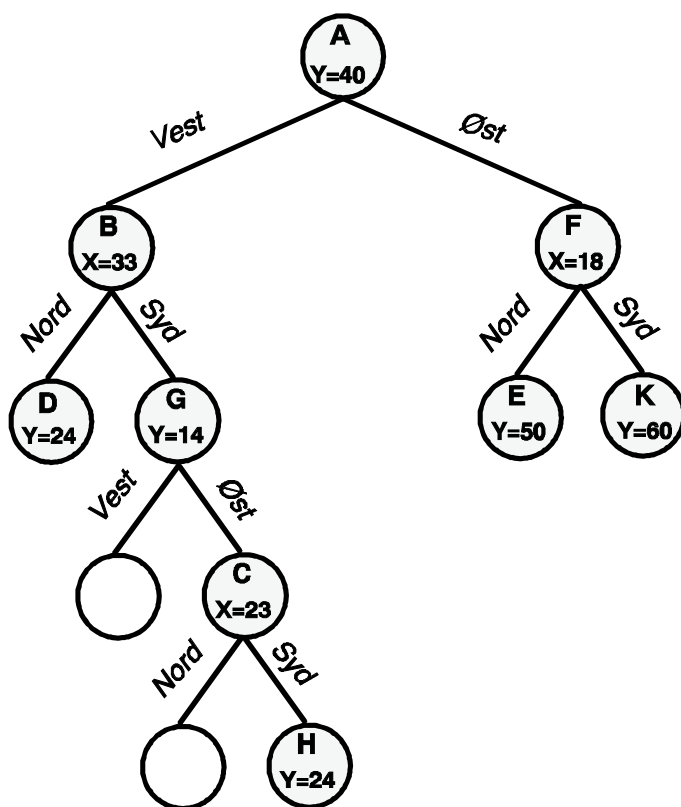 A
Y=40
Vest
Øst
B
X=33
F
X=18
Nord
Syd
Nord
Syd
D
Y=24
G
Y=14
E
Y=50
K
Y=60
Vest
Øst
C
X=23
Nord
Syd
H
Y=24